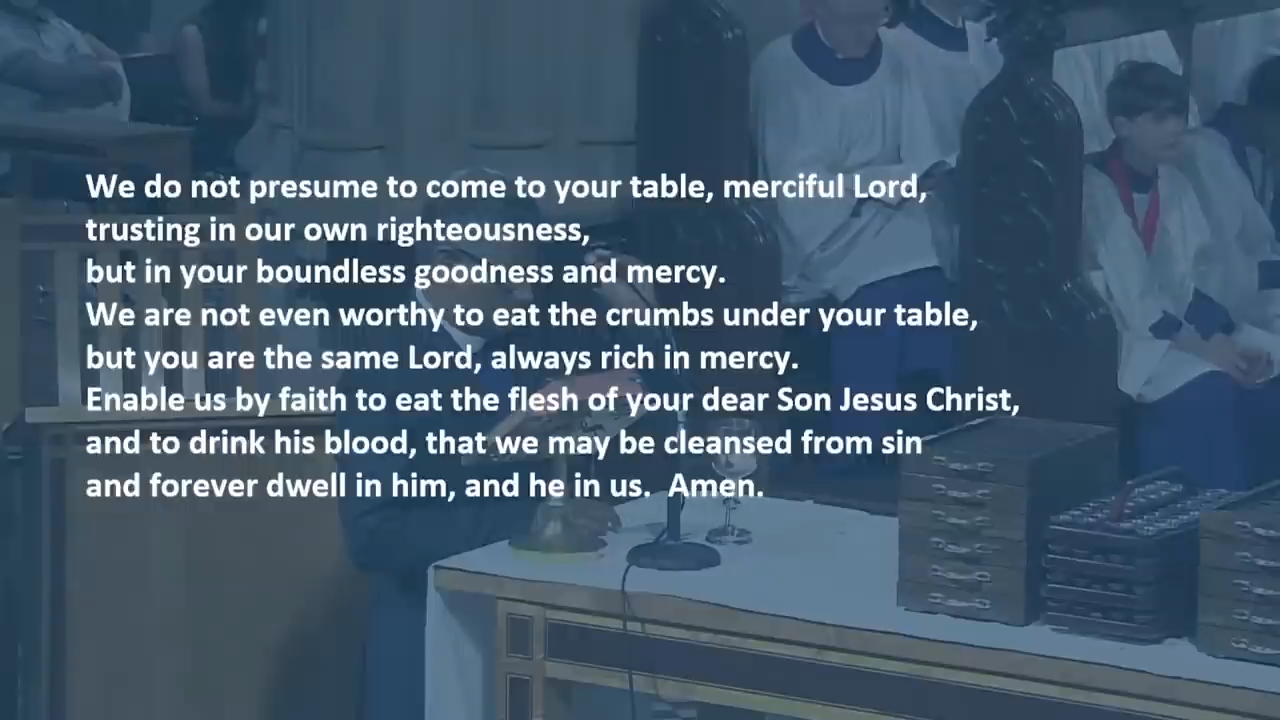 We do not presume to come to your table, merciful Lord,
trusting in our own righteousness,
but in your boundless goodness and mercy.
We are not even worthy to eat the crumbs under your table,
but you are the same Lord, always rich in mercy.
Enable us by faith to eat the flesh of your dear Son Jesus Christ,
and to drink his blood, that we may be cleansed from sin
and forever dwell in him, and he in us.  Amen.